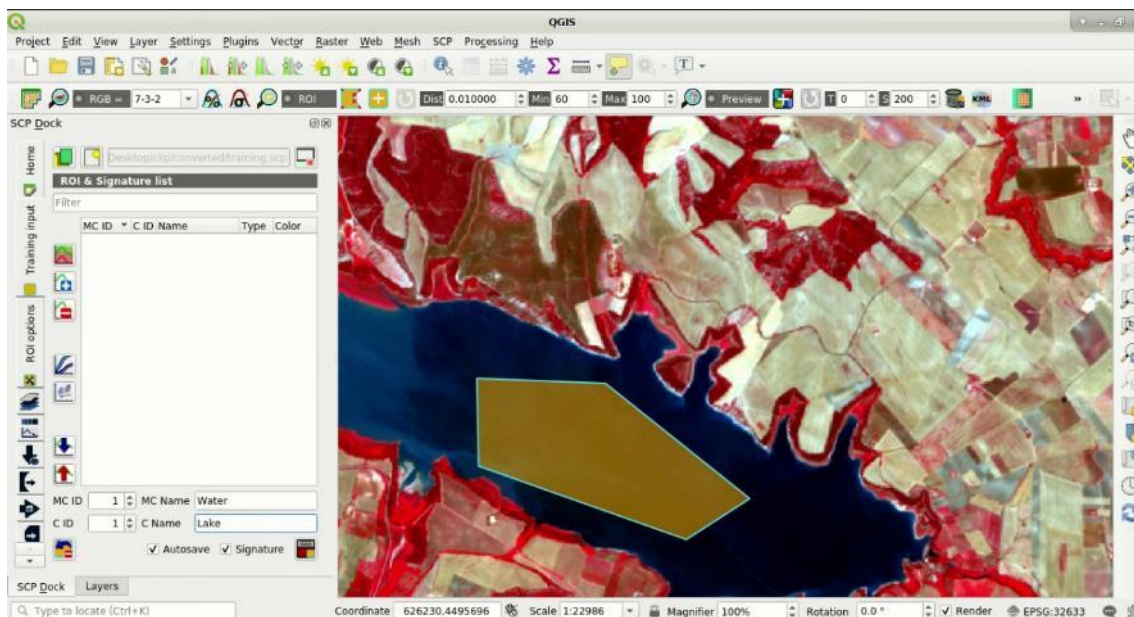 QGIS
Project Edit View Layer Settings Plugins Vector Raster Web Mesh SCP Processing Help
Σ T
RGB = 7-3-2 ROI Dist 0.010000 Min 60 Max 100 Preview T 0 S 200 KML »
SCP Dock
Desktop/clip/converted/training.scp
ROI & Signature list
Filter
MC ID C ID Name Type Color
Home
Training input
ROI options
MC ID 1 MC Name Water
C ID 1 C Name Lake
Autosave Signature
SCP Dock Layers
Type to locate (Ctrl+K) Coordinate 626230,4495696 Scale 1:22986 Magnifier 100% Rotation 0.0 ° Render EPSG:32633